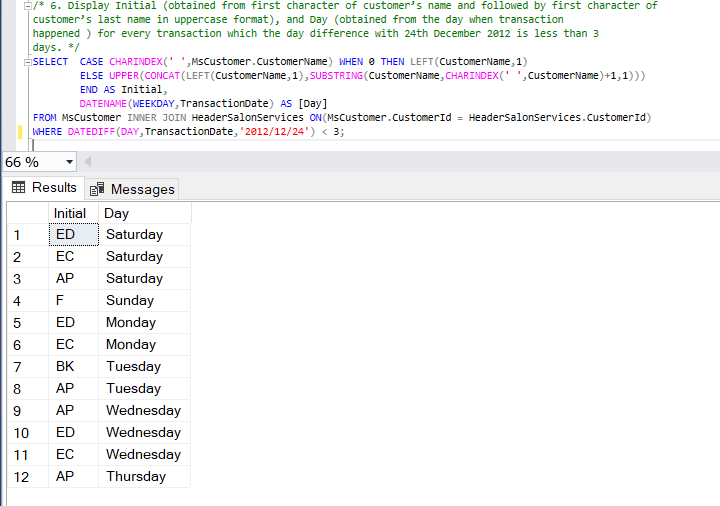 /* 6. Display Initial (obtained from first character of customer’s name and followed by first character of
customer’s last name in uppercase format), and Day (obtained from the day when transaction
happened ) for every transaction which the day difference with 24th December 2012 is less than 3
days. */
SELECT CASE CHARINDEX(' ',MsCustomer.CustomerName) WHEN 0 THEN LEFT(CustomerName,1)
ELSE UPPER(CONCAT(LEFT(CustomerName,1),SUBSTRING(CustomerName,CHARINDEX(' ',CustomerName)+1,1)))
END AS Initial,
DATENAME(WEEKDAY,TransactionDate) AS [Day]
FROM MsCustomer INNER JOIN HeaderSalonServices ON(MsCustomer.CustomerId = HeaderSalonServices.CustomerId)
WHERE DATEDIFF(DAY,TransactionDate,'2012/12/24') < 3;
66 %
Results Messages
Initial Day
1 ED Saturday
2 EC Saturday
3 AP Saturday
4 F Sunday
5 ED Monday
6 EC Monday
7 BK Tuesday
8 AP Tuesday
9 AP Wednesday
10 ED Wednesday
11 EC Wednesday
12 AP Thursday